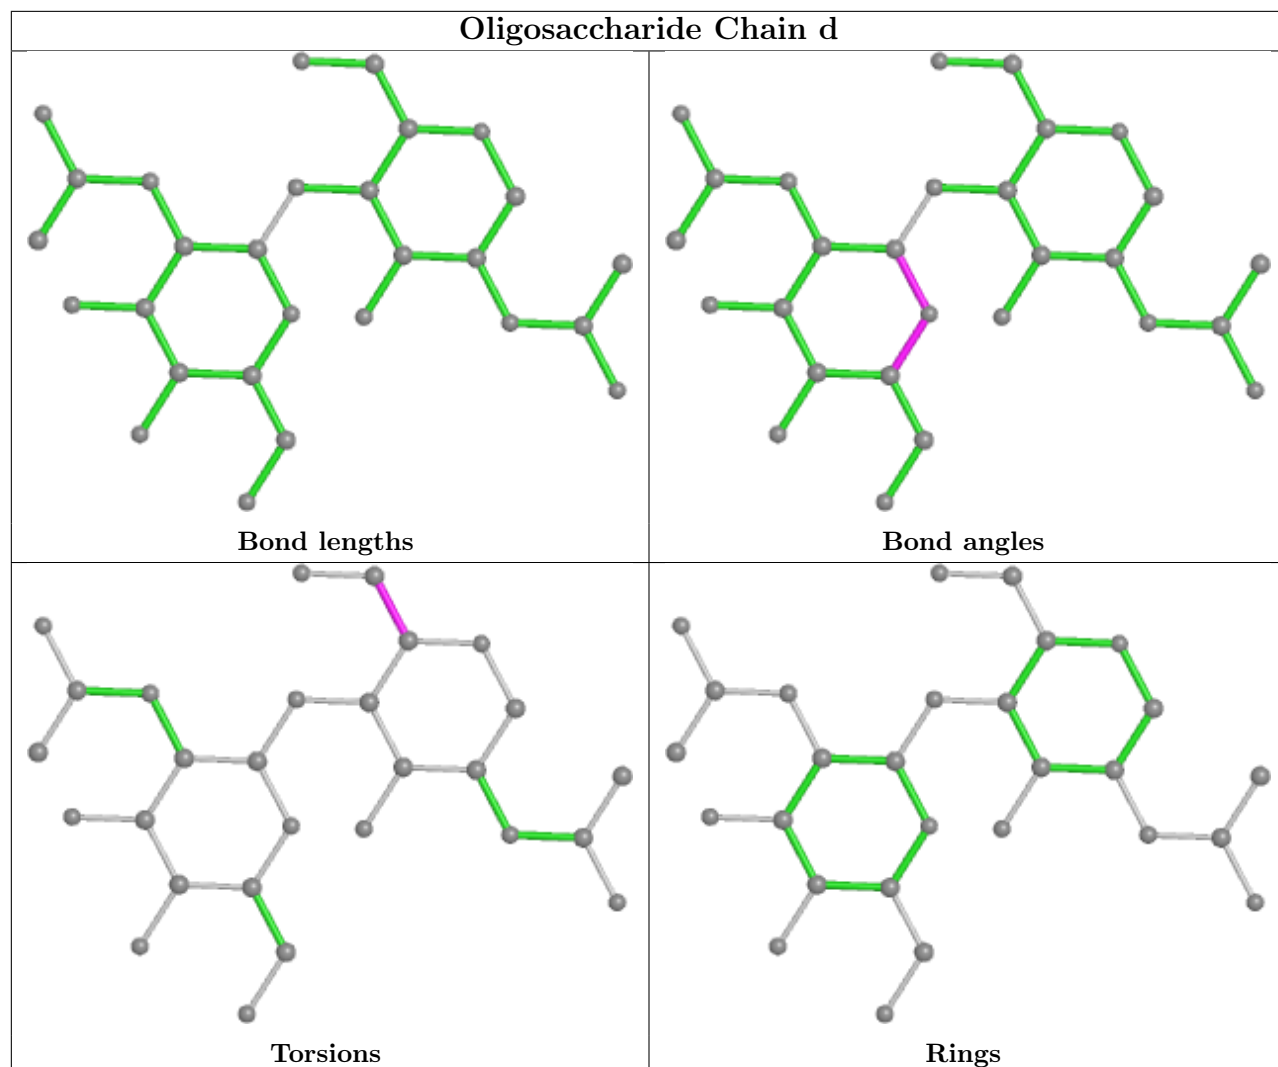 Oligosaccharide Chain d
Bond lengths
Bond angles
Torsions
Rings